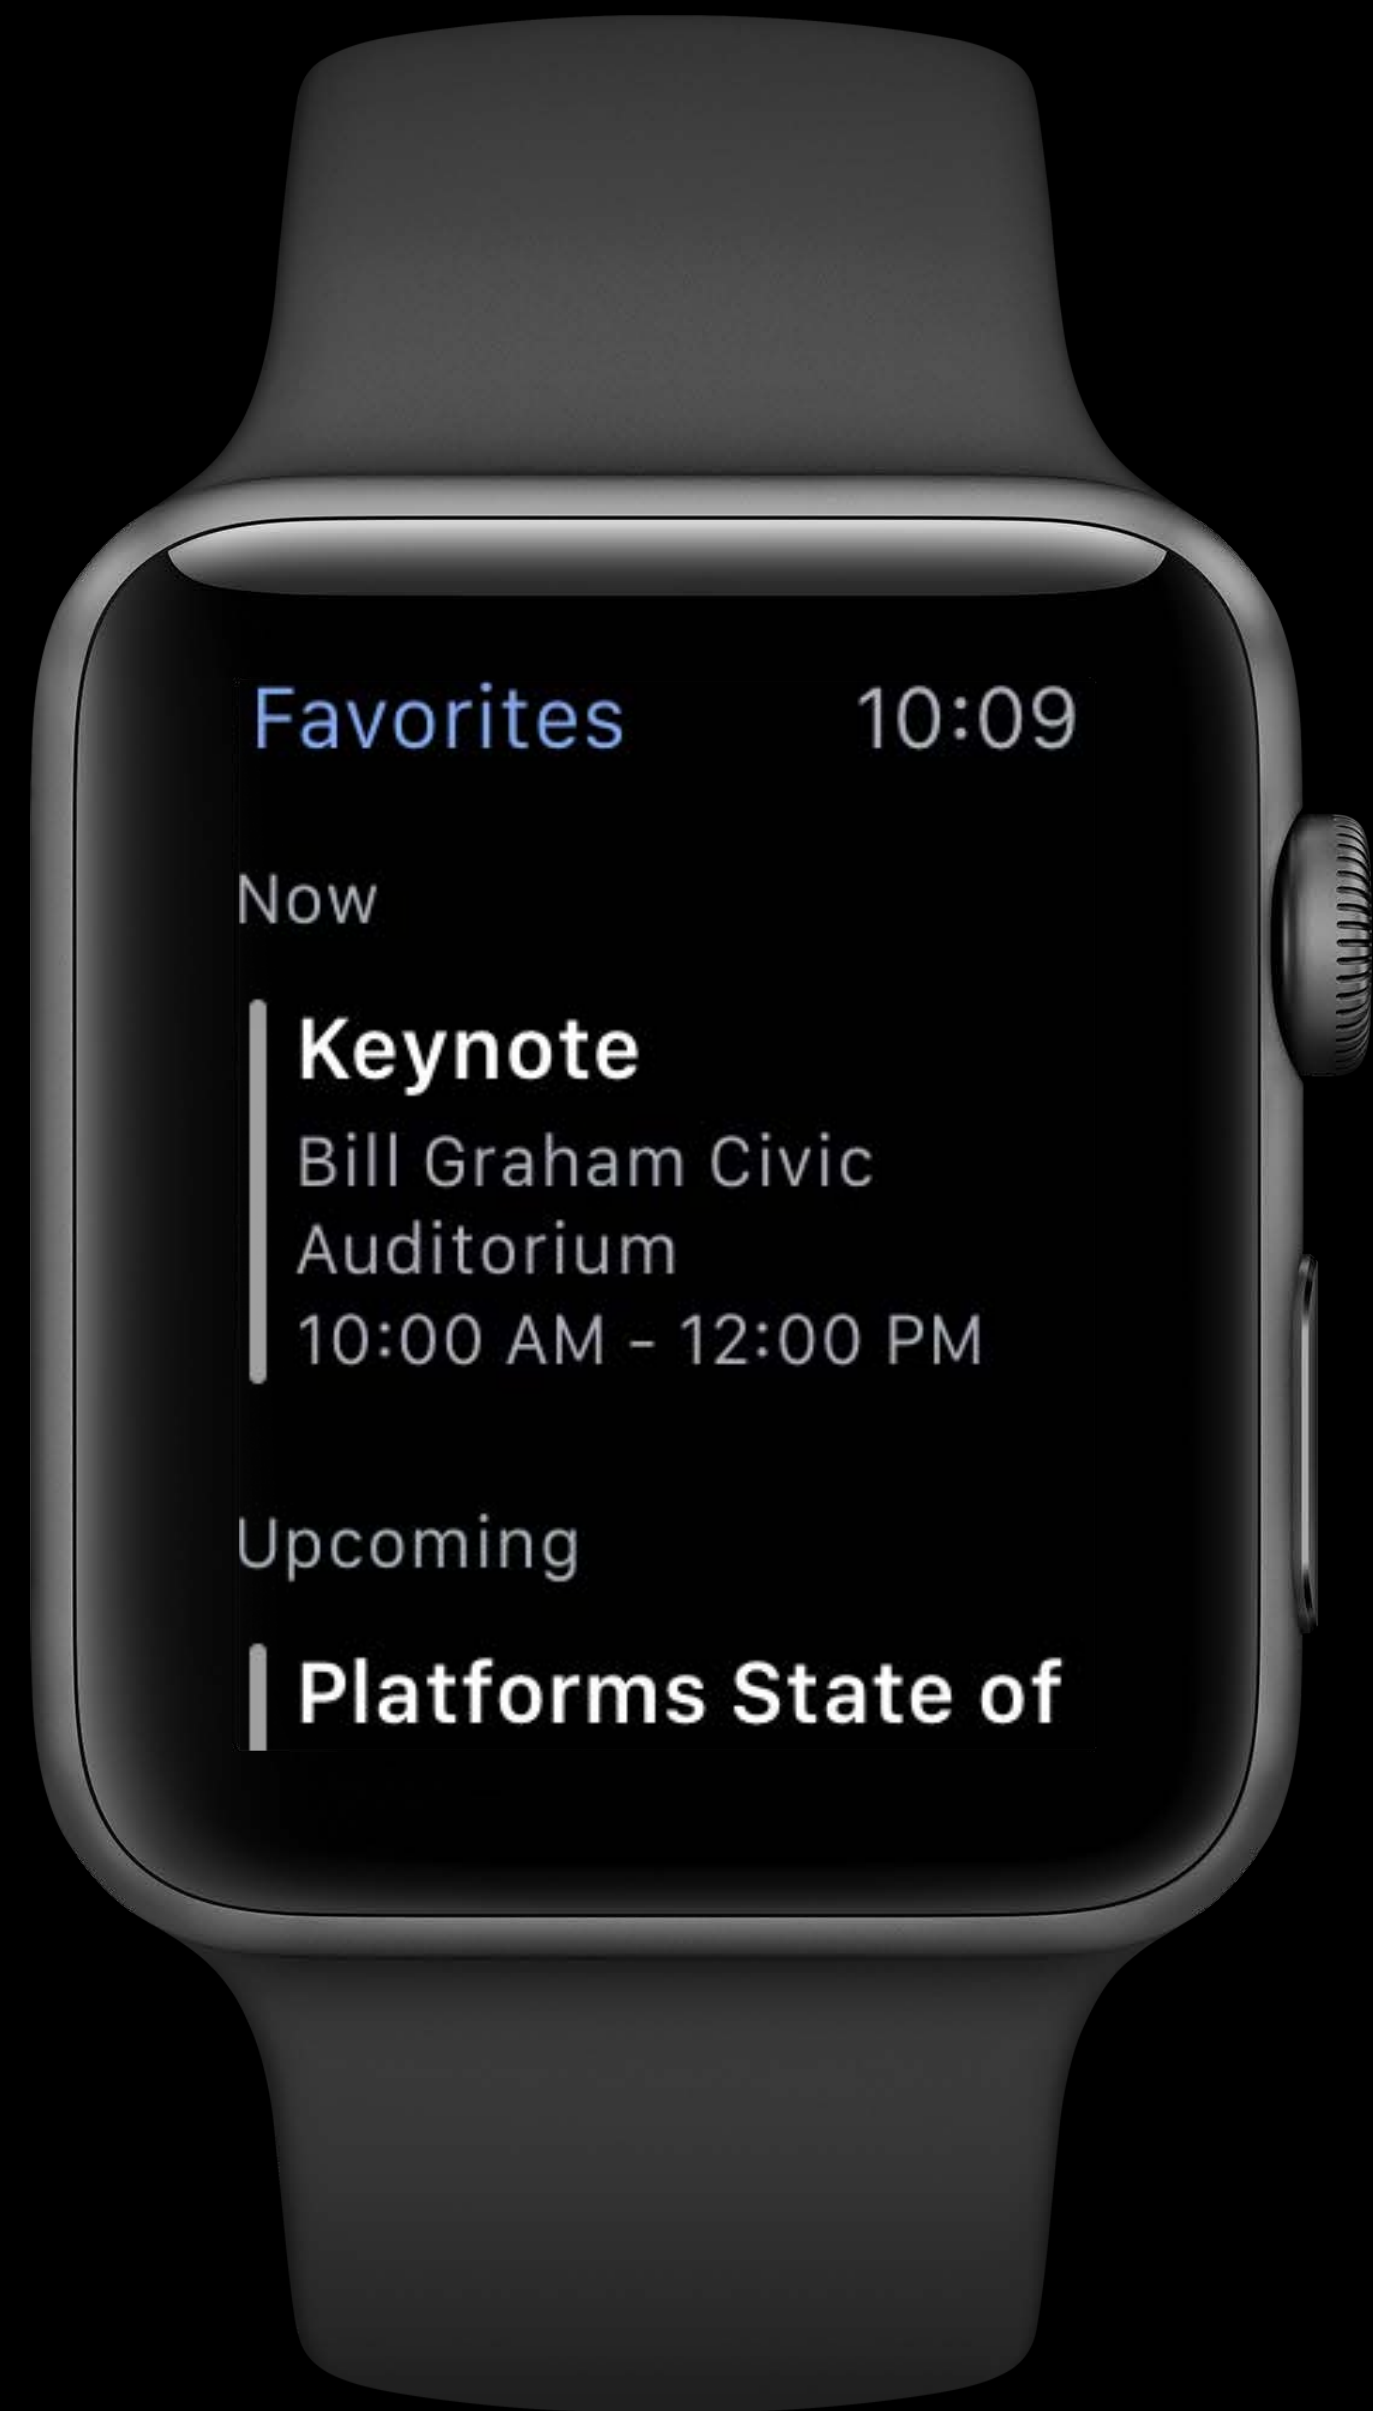 Favorites 10:09
Now
Keynote
Bill Graham Civic
Auditorium
10:00 AM - 12:00 PM
Upcoming
Platforms State of